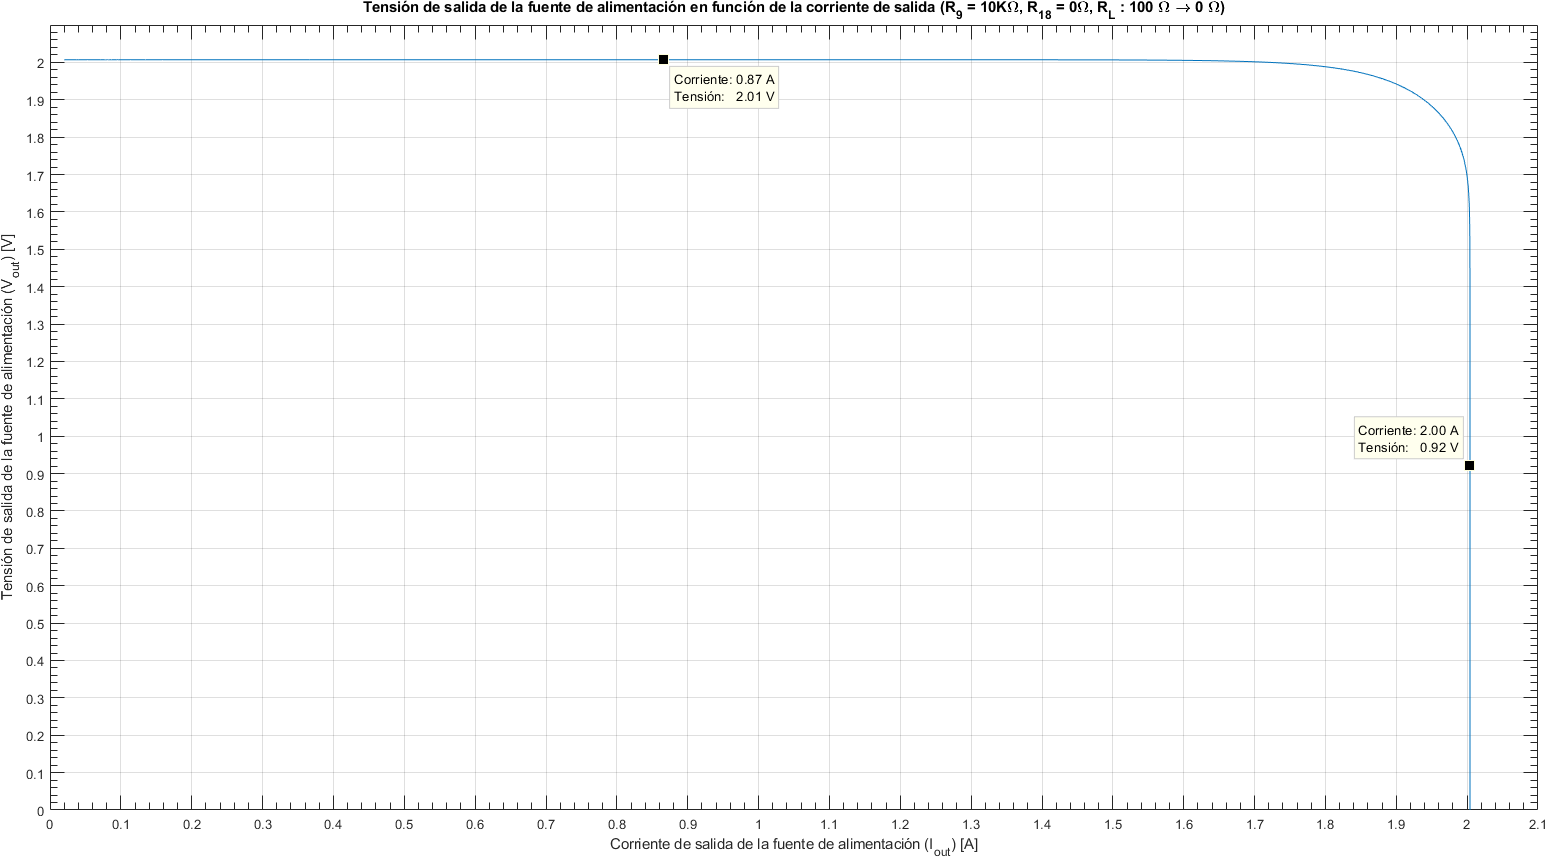 Tensión de salida de la fuente de alimentación en función de la corriente de salida (R9 = 10KΩ, R18 = 0Ω, RL : 100 Ω → 0 Ω)
Tensión de salida de la fuente de alimentación (Vout) [V]
2
1.9
1.8
1.7
1.6
1.5
1.4
1.3
1.2
1.1
1
0.9
0.8
0.7
0.6
0.5
0.4
0.3
0.2
0.1
0
Corriente: 0.87 A
Tensión: 2.01 V
Corriente: 2.00 A
Tensión: 0.92 V
0 0.1 0.2 0.3 0.4 0.5 0.6 0.7 0.8 0.9 1 1.1 1.2 1.3 1.4 1.5 1.6 1.7 1.8 1.9 2 2.1
Corriente de salida de la fuente de alimentación (Iout) [A]